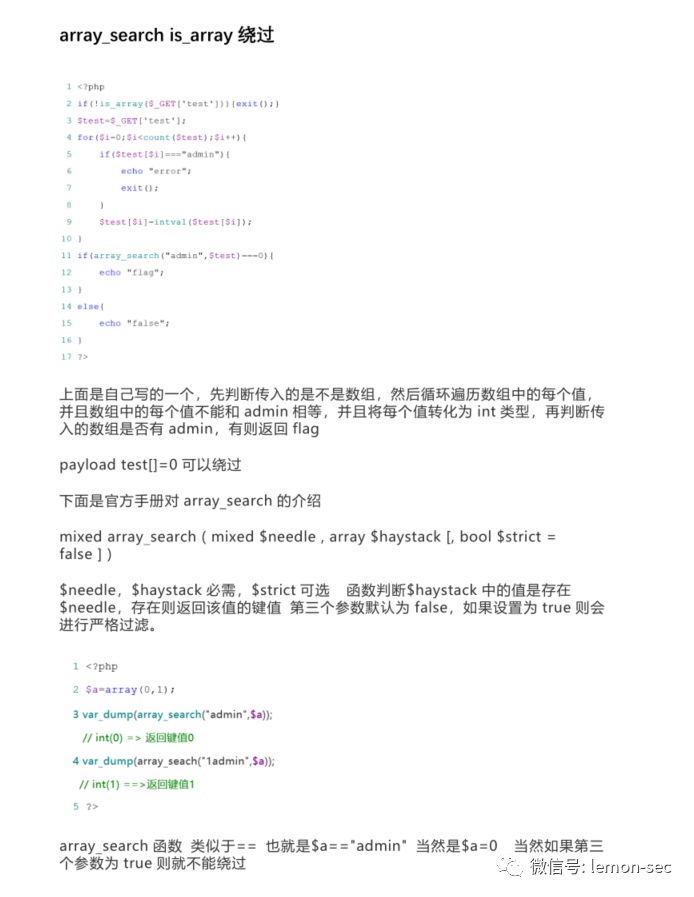 array_search is_array 绕过
1 <?php
2 if(!is_array($_GET['test'])){exit();}
3 $test=$_GET['test'];
4 for($i=0;$i<count($test);$i++){
5 if($test[$i]==="admin"){
6 echo "error";
7 exit();
8 }
9 $test[$i]=intval($test[$i]);
10 }
11 if(array_search("admin",$test)===0){
12 echo "flag";
13 }
14 else{
15 echo "false";
16 }
17 ?>
上面是自己写的一个，先判断传入的是不是数组，然后循环遍历数组中的每个值，
并且数组中的每个值不能和 admin 相等，并且将每个值转化为 int 类型，再判断传
入的数组是否有 admin，有则返回 flag
payload test[]=0 可以绕过
下面是官方手册对 array_search 的介绍
mixed array_search ( mixed $needle , array $haystack [, bool $strict =
false ] )
$needle，$haystack 必需，$strict 可选 函数判断$haystack 中的值是存在
$needle，存在则返回该值的键值 第三个参数默认为 false，如果设置为 true 则会
进行严格过滤。
1 <?php
2 $a=array(0,1);
3 var_dump(array_search("admin",$a));
// int(0) => 返回键值0
4 var_dump(array_seach("1admin",$a));
// int(1) ==>返回键值1
5 ?>
array_search 函数 类似于== 也就是$a=="admin" 当然是$a=0 当然如果第三
个参数为 true 则就不能绕过
微信号: lemon-sec